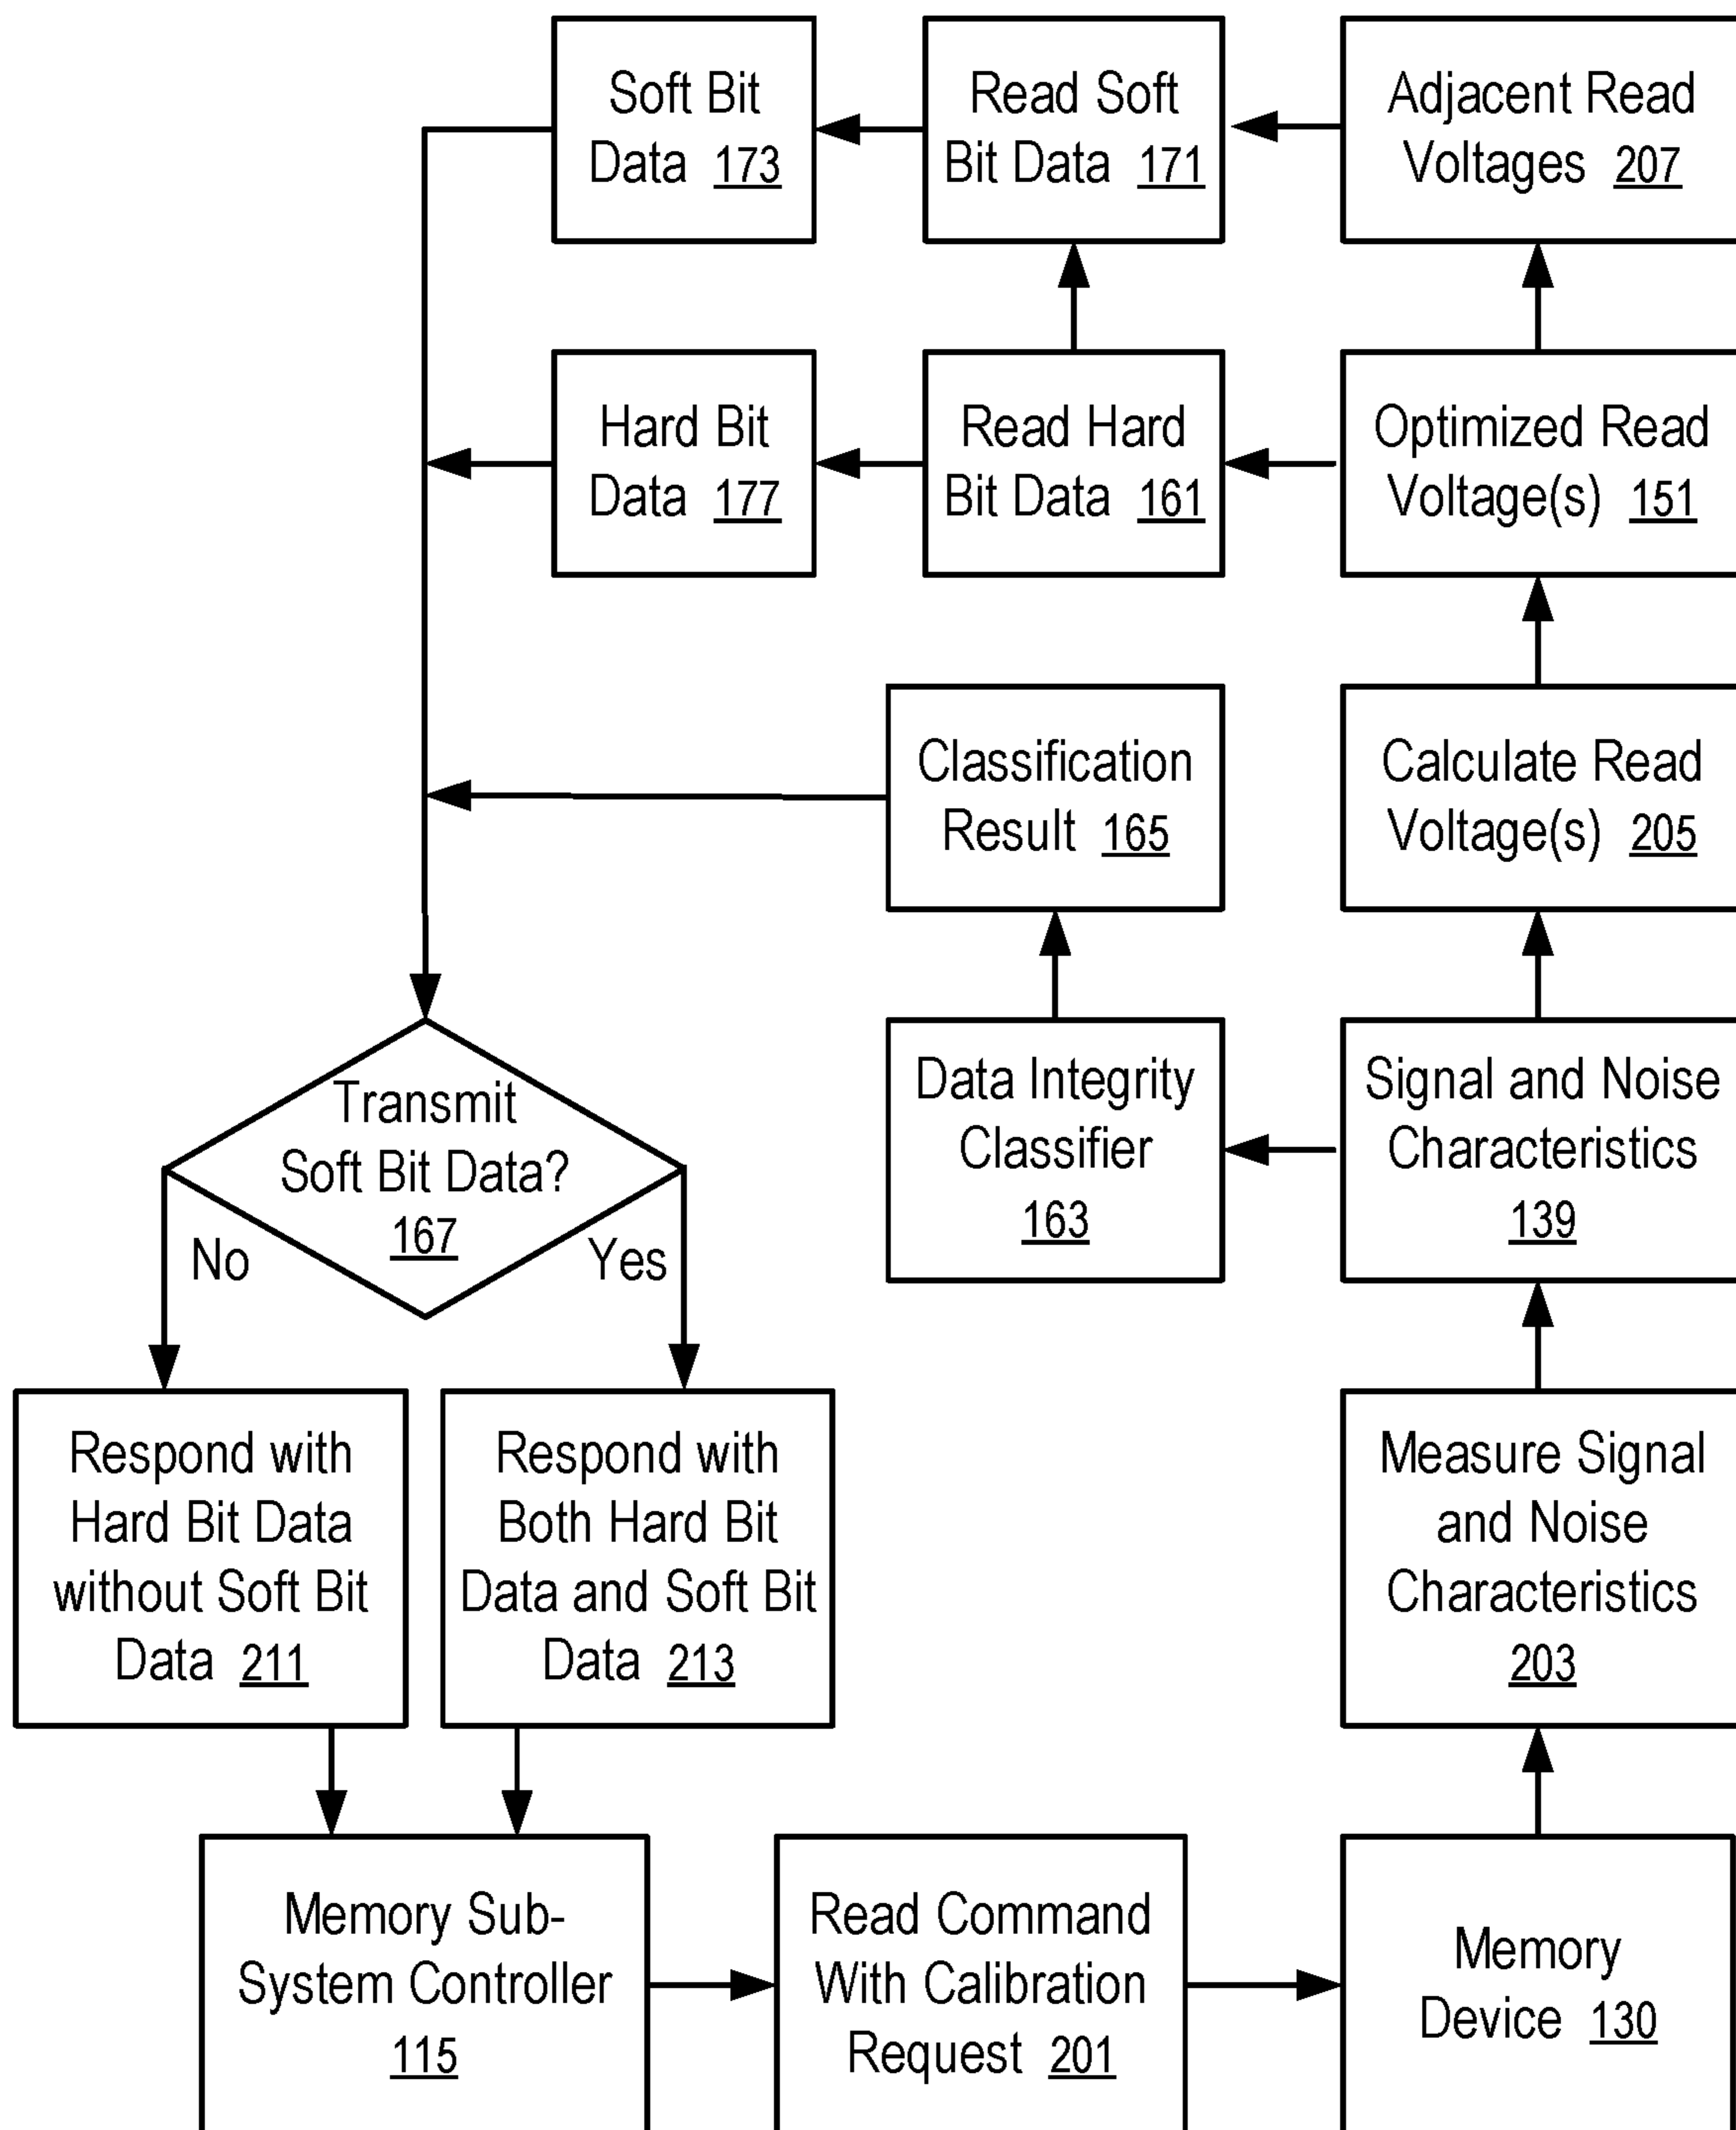 Soft Bit
Data 173
Read Soft
Bit Data 171
Adjacent Read
Voltages 207
Hard Bit
Data 177
Read Hard
Bit Data 161
Optimized Read
Voltage(s) 151
Classification
Result 165
Calculate Read
Voltage(s) 205
Transmit
Soft Bit Data?
167
No
Yes
Data Integrity
Classifier
163
Signal and Noise
Characteristics
139
Respond with
Hard Bit Data
without Soft Bit
Data 211
Respond with
Both Hard Bit
Data and Soft Bit
Data 213
Measure Signal
and Noise
Characteristics
203
Memory Sub-
System Controller
115
Read Command
With Calibration
Request 201
Memory
Device 130